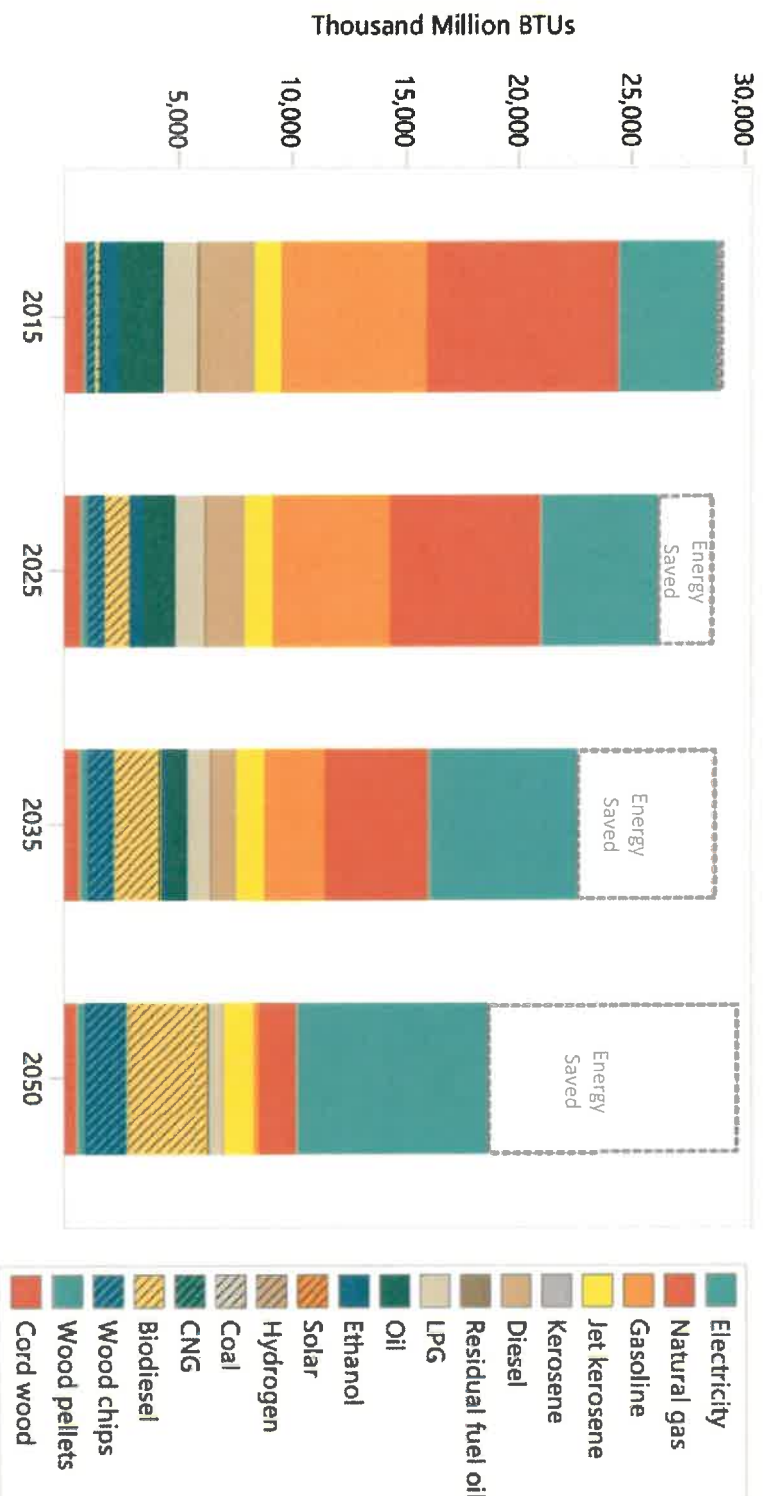 Thousand Million BTUs
30,000
25,000
20,000
15,000
10,000
5,000
Energy
Saved
Energy
Saved
Energy
Saved
2015
2025
2035
2050
Electricity
Natural gas
Gasoline
Jet kerosene
Kerosene
Diesel
Residual fuel oil
LPG
Oil
Ethanol
Solar
Hydrogen
Coal
CNG
Biodiesel
Wood chips
Wood pellets
Cord wood